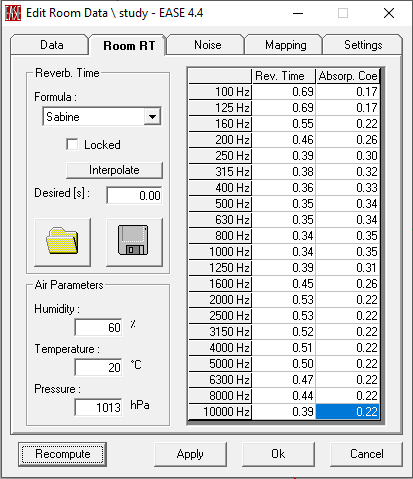 EASE Edit Room Data \ study - EASE 4.4
Data Room RT Noise Mapping Settings
Reverb. Time
Formula :
Sabine
Locked
Interpolate
Desired [s] : 0.00
Air Parameters
Humidity :
60 %
Temperature :
20 °C
Pressure :
1013 hPa
Rev. Time Absorp. Coe
100 Hz 0.69 0.17
125 Hz 0.69 0.17
160 Hz 0.55 0.22
200 Hz 0.46 0.26
250 Hz 0.39 0.30
315 Hz 0.38 0.32
400 Hz 0.36 0.33
500 Hz 0.35 0.34
630 Hz 0.35 0.34
800 Hz 0.34 0.35
1000 Hz 0.34 0.35
1250 Hz 0.39 0.31
1600 Hz 0.45 0.26
2000 Hz 0.53 0.22
2500 Hz 0.53 0.22
3150 Hz 0.52 0.22
4000 Hz 0.51 0.22
5000 Hz 0.50 0.22
6300 Hz 0.47 0.22
8000 Hz 0.44 0.22
10000 Hz 0.39 0.22
Recompute Apply Ok Cancel